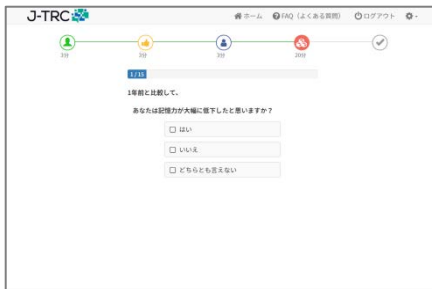 J-TRC
ホーム
FAQ(よくある質問)
ログアウト
3分
3分
3分
20分
1 / 15
1年前と比較して、
あなたは記憶力が大幅に低下したと思いますか?
はい
いいえ
どちらとも言えない